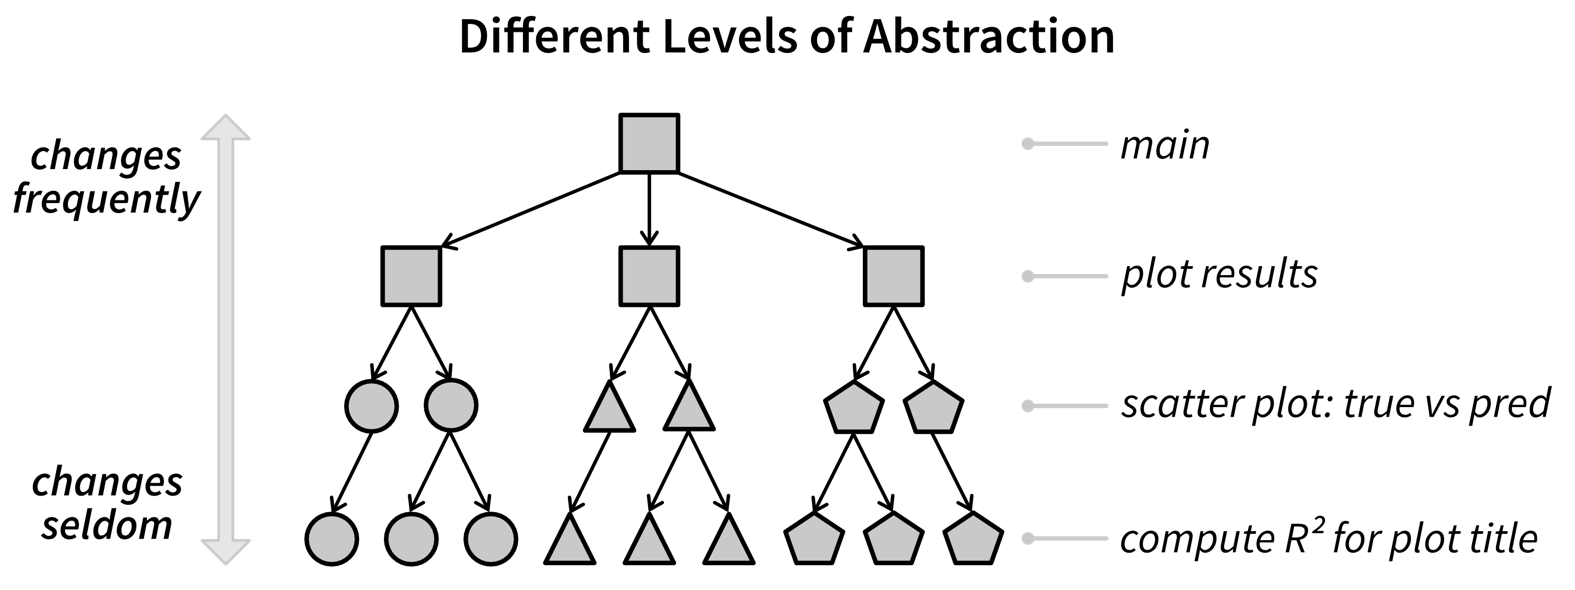 Different Levels of Abstraction
changes
frequently
main
plot results
scatter plot: true vs pred
changes
seldom
compute R² for plot title